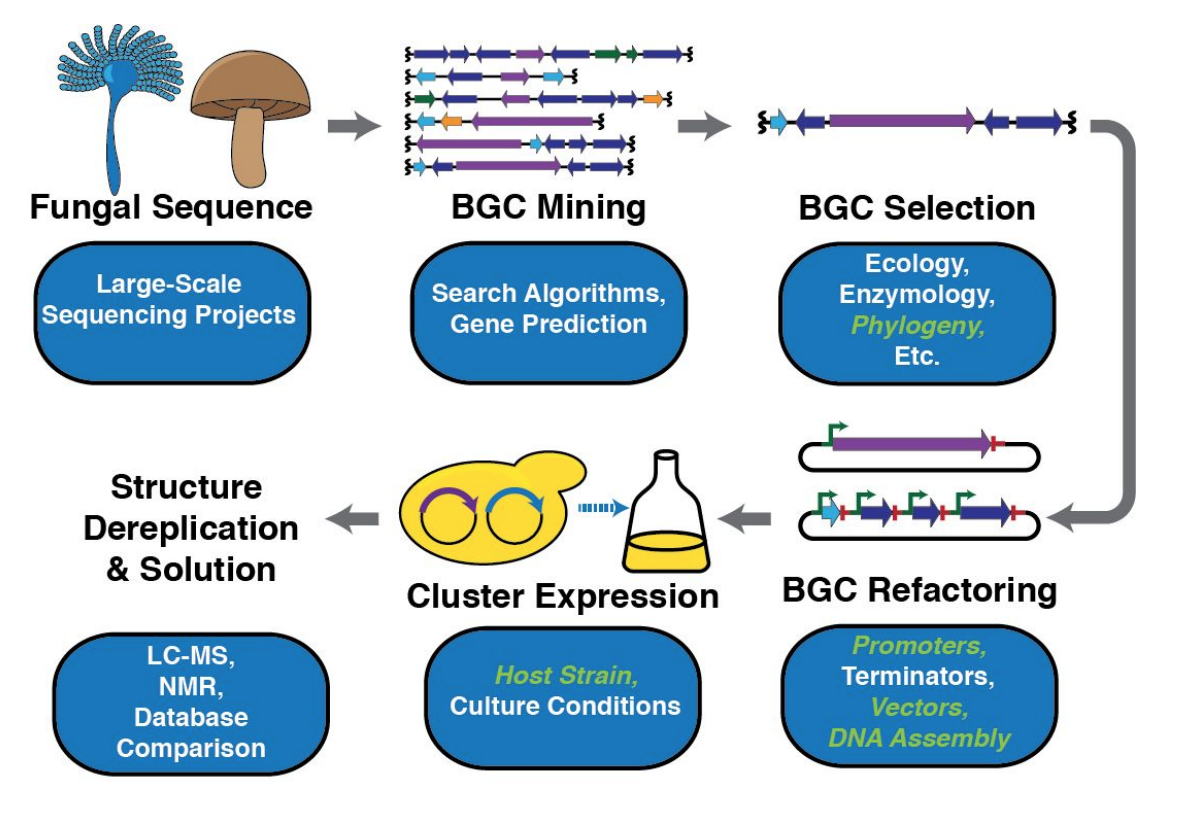 Fungal Sequence
Large-Scale
Sequencing Projects
BGC Mining
Search Algorithms,
Gene Prediction
BGC Selection
Ecology,
Enzymology,
Phylogeny,
Etc.
BGC Refactoring
Promoters,
Terminators,
Vectors,
DNA Assembly
Cluster Expression
Host Strain,
Culture Conditions
Structure
Dereplication
& Solution
LC-MS,
NMR,
Database
Comparison